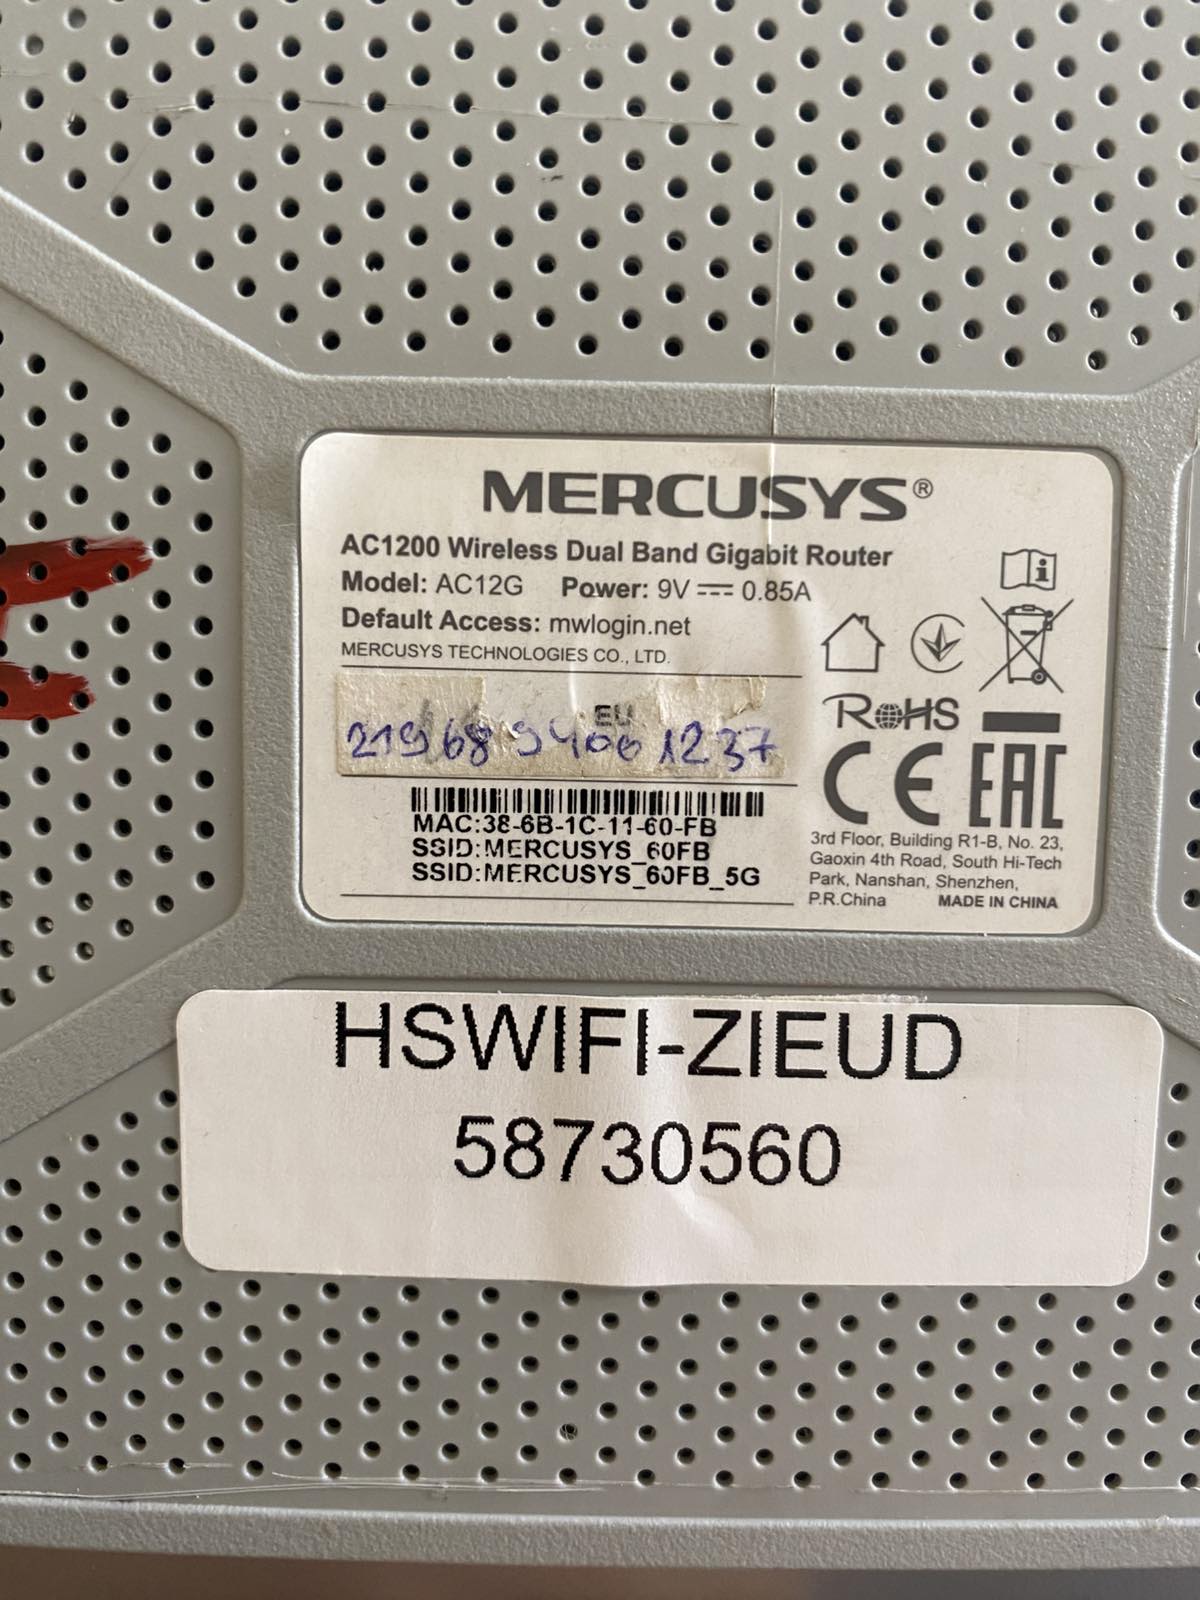 MERCUSYS®
AC1200 Wireless Dual Band Gigabit Router
Model: AC12G Power: 9V ⎓ 0.85A
Default Access: mwlogin.net
MERCUSYS TECHNOLOGIES CO., LTD.
EU
1237
MAC:38-6B-1C-11-60-FB
SSID:MERCUSYS_60FB
SSID:MERCUSYS_60FB_5G
i
RoHS
CE EAC
3rd Floor, Building R1-B, No. 23,
Gaoxin 4th Road, South Hi-Tech
Park, Nanshan, Shenzhen,
P.R.China MADE IN CHINA
HSWIFI-ZIEUD
58730560